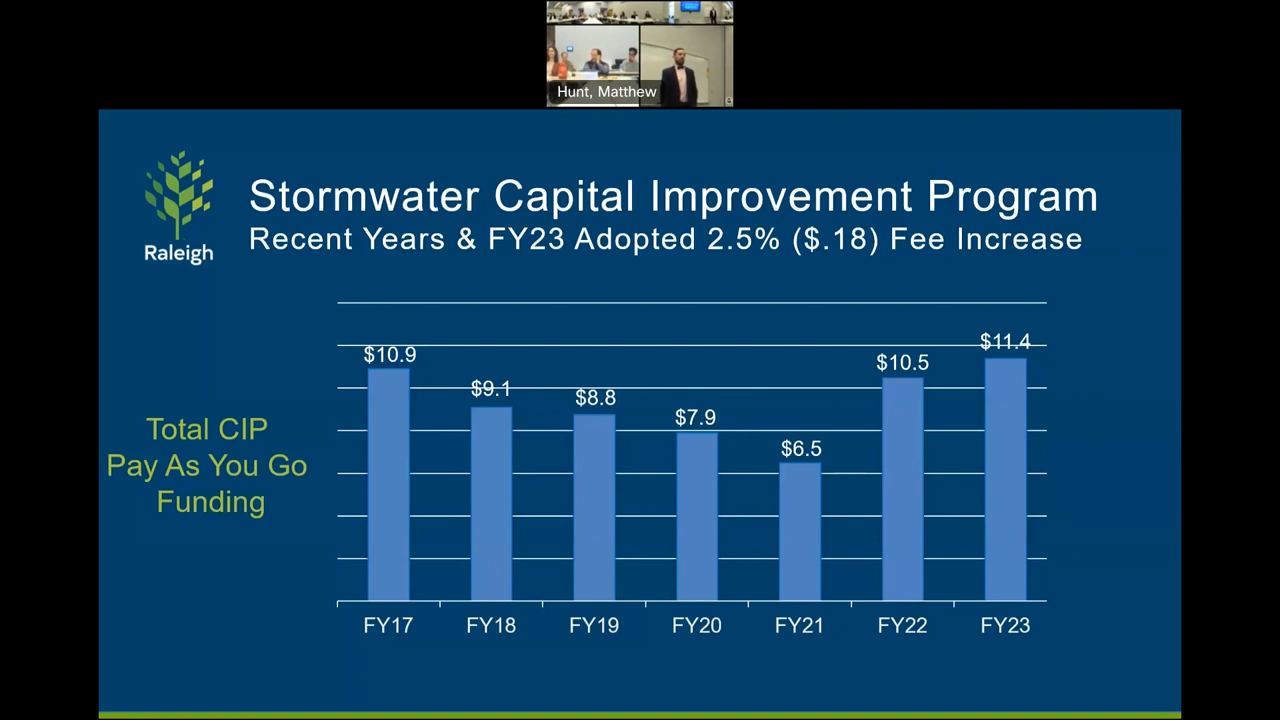 Hunt, Matthew
Raleigh
Stormwater Capital Improvement Program
Recent Years & FY23 Adopted 2.5% ($.18) Fee Increase
Total CIP
Pay As You Go
Funding
$10.9
$9.1
$8.8
$7.9
$6.5
$10.5
$11.4
FY17
FY18
FY19
FY20
FY21
FY22
FY23